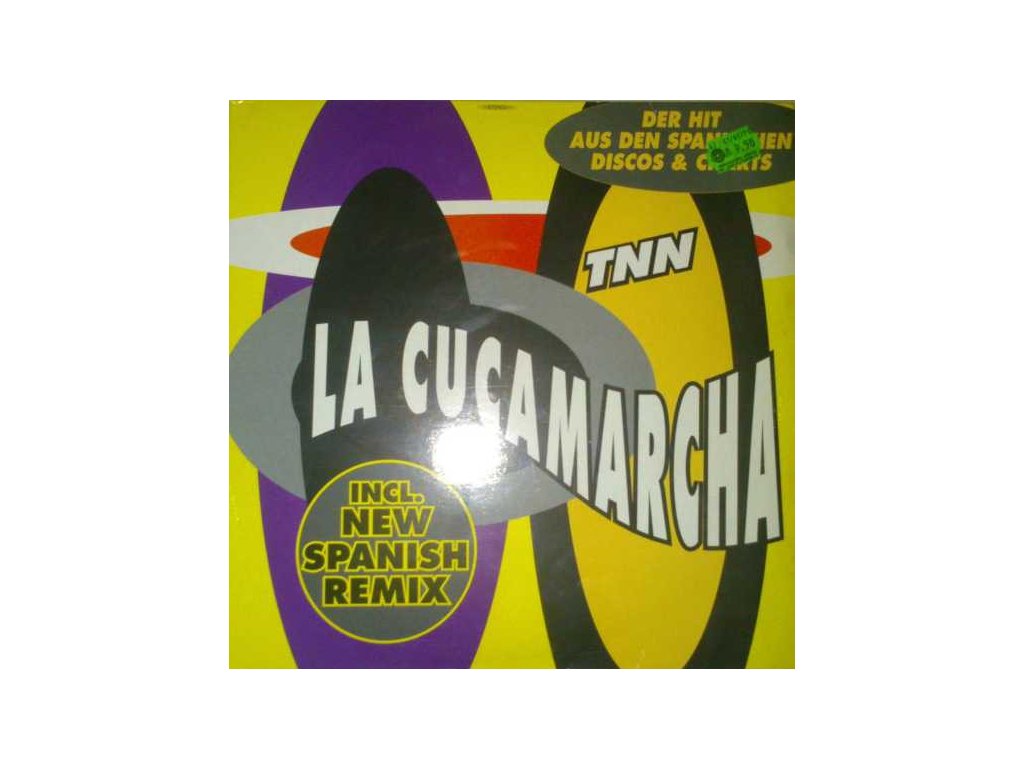 DER HIT
AUS DEN
DISCOS &
TNN
LA CUCAMARCHA
INCL.
NEW
SPANISH
REMIX